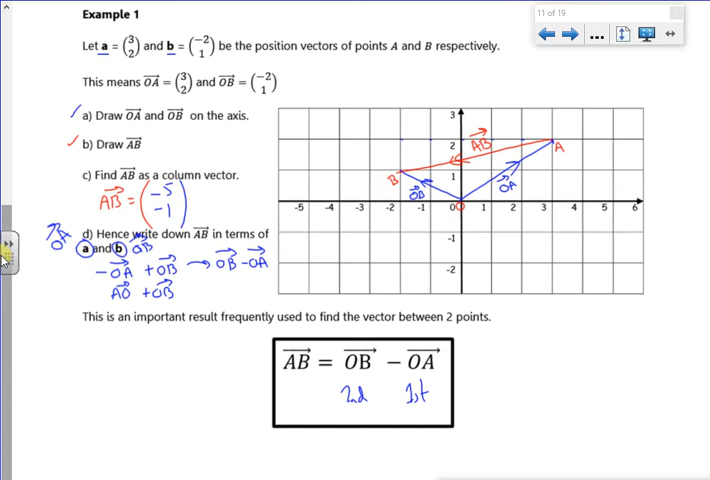 11 of 19
Example 1
Let a = (3 2) and b = (−2 1) be the position vectors of points A and B respectively.
This means OA = (3 2) and OB = (−2 1)
a) Draw OA and OB on the axis.
b) Draw AB
c) Find AB as a column vector.
AB = (−5 −1)
d) Hence write down AB in terms of
a and b OB
OA
−OA + OB → OB − OA
AO + OB
3
2
1
-1
-2
-5 -4 -3 -2 -1 0 1 2 3 4 5 6
AB
A
B
OB
OA
O
This is an important result frequently used to find the vector between 2 points.
AB = OB − OA
2nd 1st